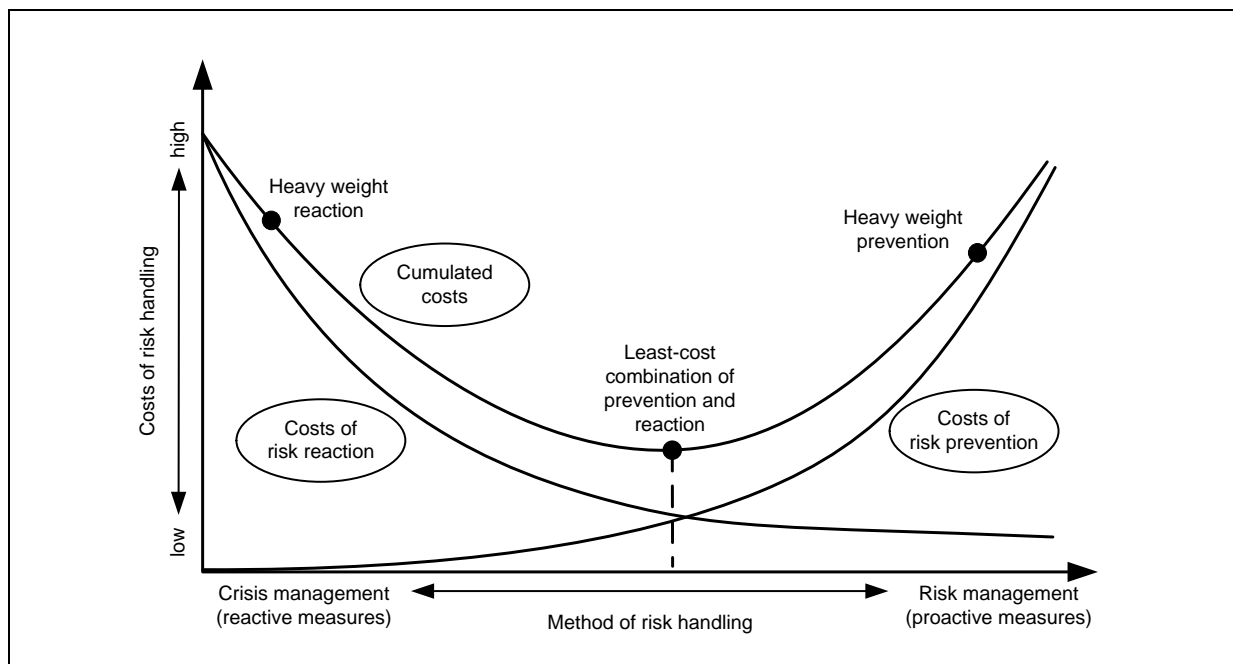 high
Costs of risk handling
low
Heavy weight
reaction
Cumulated
costs
Costs of
risk reaction
Least-cost
combination of
prevention and
reaction
Heavy weight
prevention
Costs of
risk prevention
Crisis management
(reactive measures)
Method of risk handling
Risk management
(proactive measures)